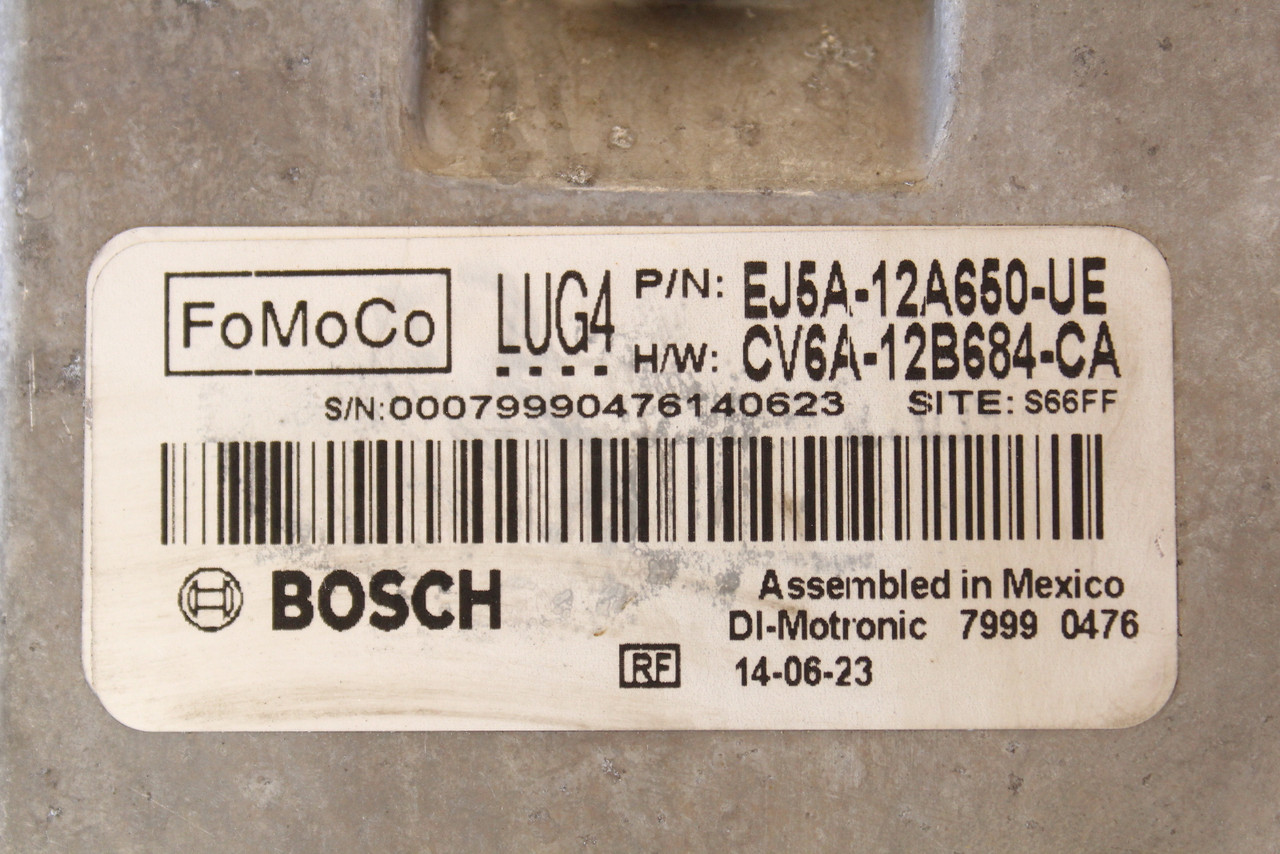 FoMoCo LUG4 P/N: EJ5A-12A650-UE
H/W: CV6A-12B684-CA
S/N:00079990476140623 SITE: S66FF
BOSCH Assembled in Mexico
DI-Motronic 7999 0476
RF 14-06-23